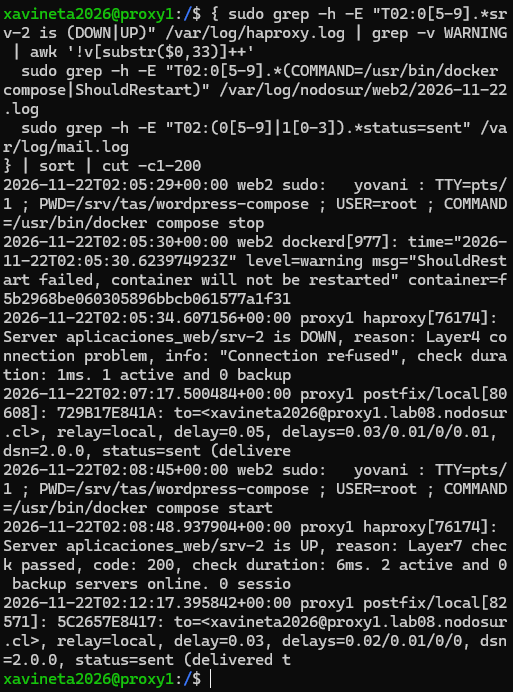 xavineta2026@proxy1:/$ { sudo grep -h -E "T02:0[5-9].*sr
v-2 is (DOWN|UP)" /var/log/haproxy.log | grep -v WARNING
 | awk '!v[substr($0,33)]++'
  sudo grep -h -E "T02:0[5-9].*(COMMAND=/usr/bin/docker
compose|ShouldRestart)" /var/log/nodosur/web2/2026-11-22
.log
  sudo grep -h -E "T02:(0[5-9]|1[0-3]).*status=sent" /va
r/log/mail.log
} | sort | cut -c1-200
2026-11-22T02:05:29+00:00 web2 sudo:   yovani : TTY=pts/
1 ; PWD=/srv/tas/wordpress-compose ; USER=root ; COMMAND
=/usr/bin/docker compose stop
2026-11-22T02:05:30+00:00 web2 dockerd[977]: time="2026-
11-22T02:05:30.623974923Z" level=warning msg="ShouldRest
art failed, container will not be restarted" container=f
5b2968be060305896bbcb061577a1f31
2026-11-22T02:05:34.607156+00:00 proxy1 haproxy[76174]:
Server aplicaciones_web/srv-2 is DOWN, reason: Layer4 co
nnection problem, info: "Connection refused", check dura
tion: 1ms. 1 active and 0 backup
2026-11-22T02:07:17.500484+00:00 proxy1 postfix/local[80
608]: 729B17E841A: to=<xavineta2026@proxy1.lab08.nodosur
.cl>, relay=local, delay=0.05, delays=0.03/0.01/0/0.01,
dsn=2.0.0, status=sent (delivere
2026-11-22T02:08:45+00:00 web2 sudo:   yovani : TTY=pts/
1 ; PWD=/srv/tas/wordpress-compose ; USER=root ; COMMAND
=/usr/bin/docker compose start
2026-11-22T02:08:48.937904+00:00 proxy1 haproxy[76174]:
Server aplicaciones_web/srv-2 is UP, reason: Layer7 chec
k passed, code: 200, check duration: 6ms. 2 active and 0
 backup servers online. 0 sessio
2026-11-22T02:12:17.395842+00:00 proxy1 postfix/local[82
571]: 5C2657E8417: to=<xavineta2026@proxy1.lab08.nodosur
.cl>, relay=local, delay=0.03, delays=0.02/0.01/0/0, dsn
=2.0.0, status=sent (delivered t
xavineta2026@proxy1:/$